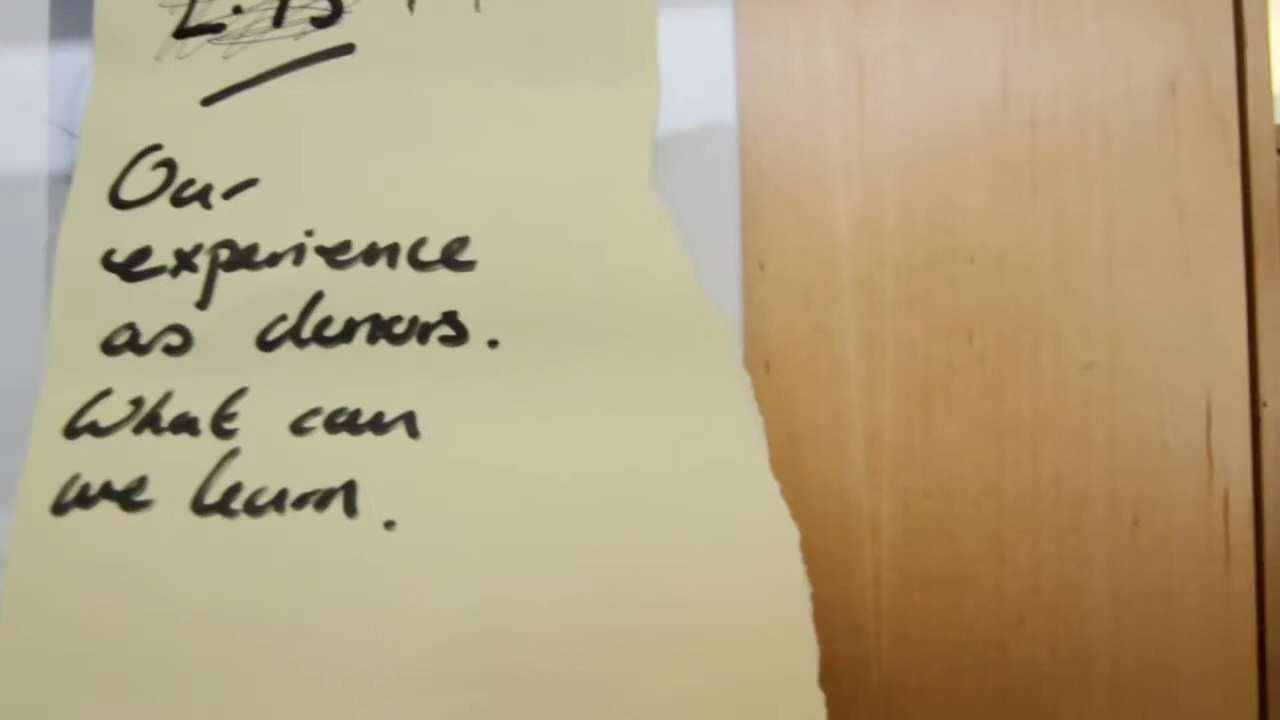 Our
experience
as donors.
What can
we learn.